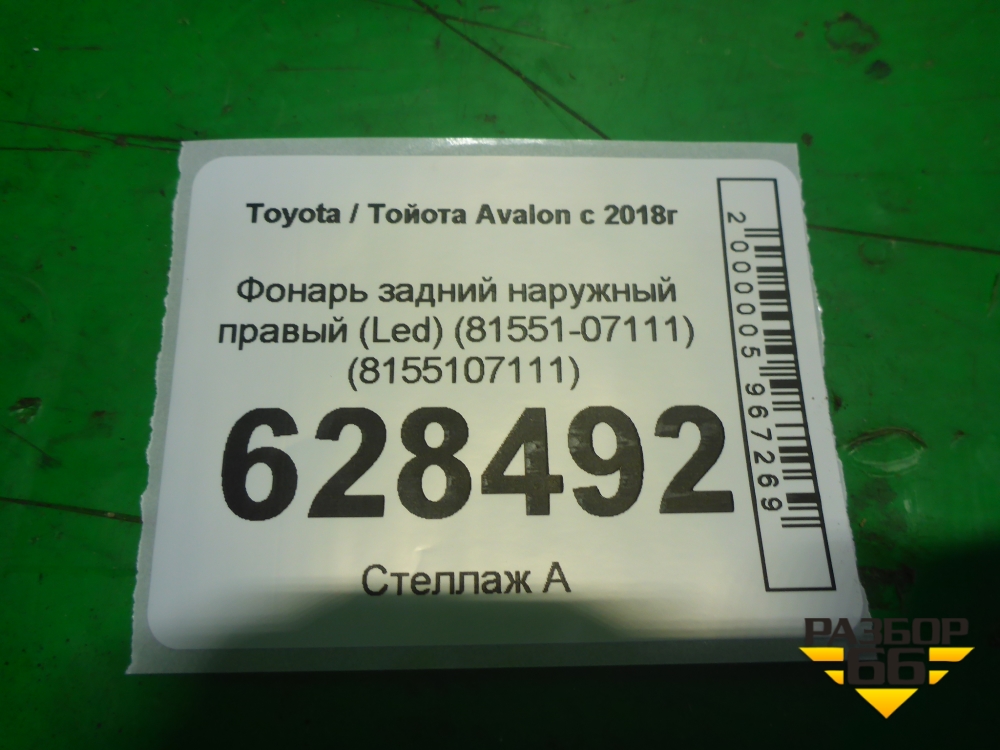 Toyota / Тойота Avalon с 2018г
Фонарь задний наружный
правый (Led) (81551-07111)
(8155107111)
628492
Стеллаж А
2000005967269
РАЗБОР
66